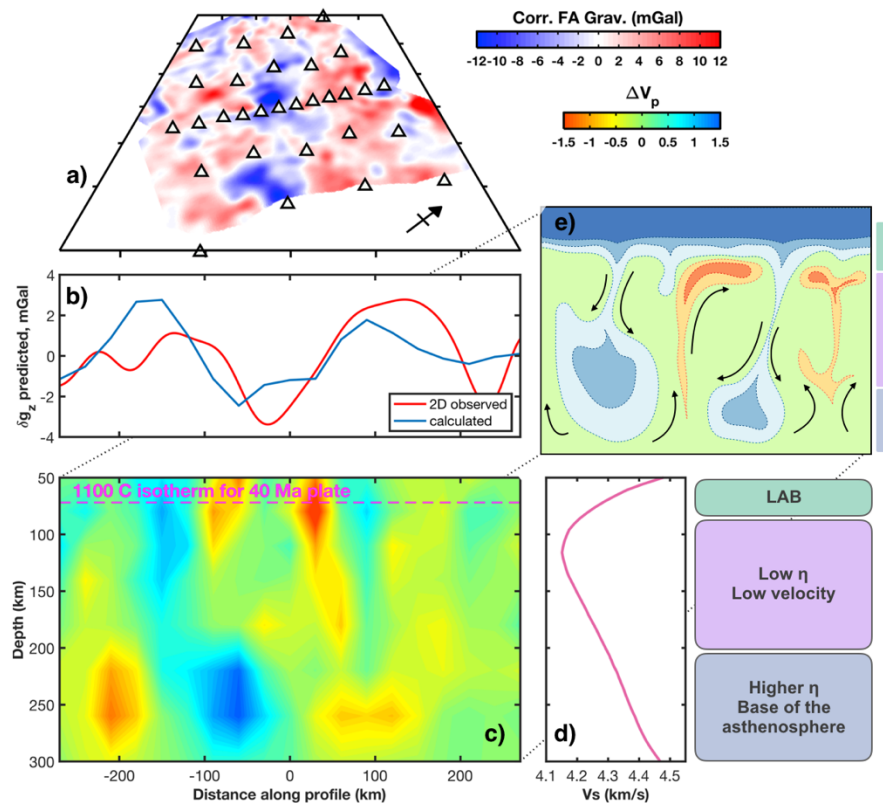 a)
Corr. FA Grav. (mGal)
-12 -10 -8 -6 -4 -2 0 2 4 6 8 10 12
ΔVp
-1.5 -1.0 -0.5 0 0.5 1.0 1.5
b)
δgz predicted, mGal
4
2
0
-2
-4
2D observed
calculated
e)
1100 C isotherm for 40 Ma plate
Depth (km)
50
100
150
200
250
300
c)
-200 -100 0 100 200
Distance along profile (km)
d)
4.1 4.2 4.3 4.4 4.5
Vs (km/s)
LAB
Low η
Low velocity
Higher η
Base of the
asthenosphere